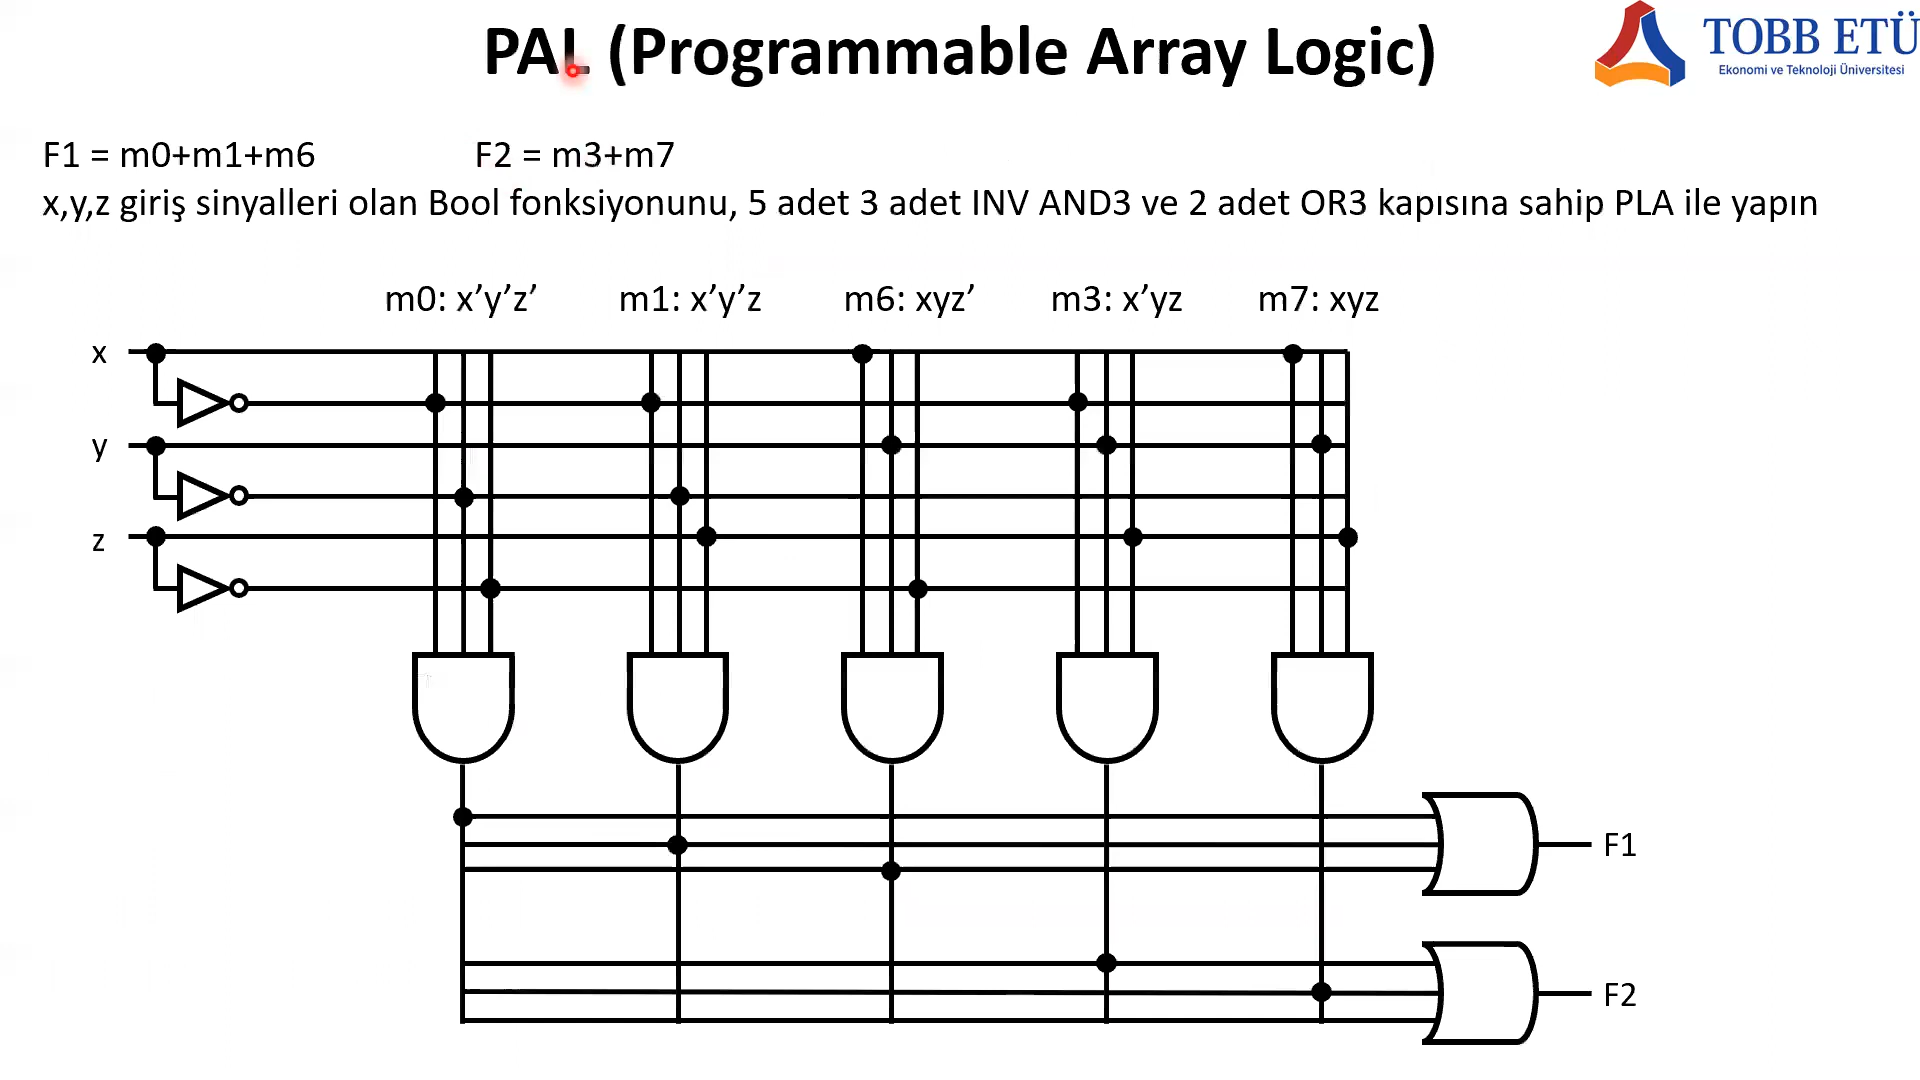 PAL (Programmable Array Logic)
TOBB ETÜ
Ekonomi ve Teknoloji Üniversitesi
F1 = m0+m1+m6 F2 = m3+m7
x,y,z giriş sinyalleri olan Bool fonksiyonunu, 5 adet 3 adet INV AND3 ve 2 adet OR3 kapısına sahip PLA ile yapın
m0: x’y’z’ m1: x’y’z m6: xyz’ m3: x’yz m7: xyz
x
y
z
F1
F2